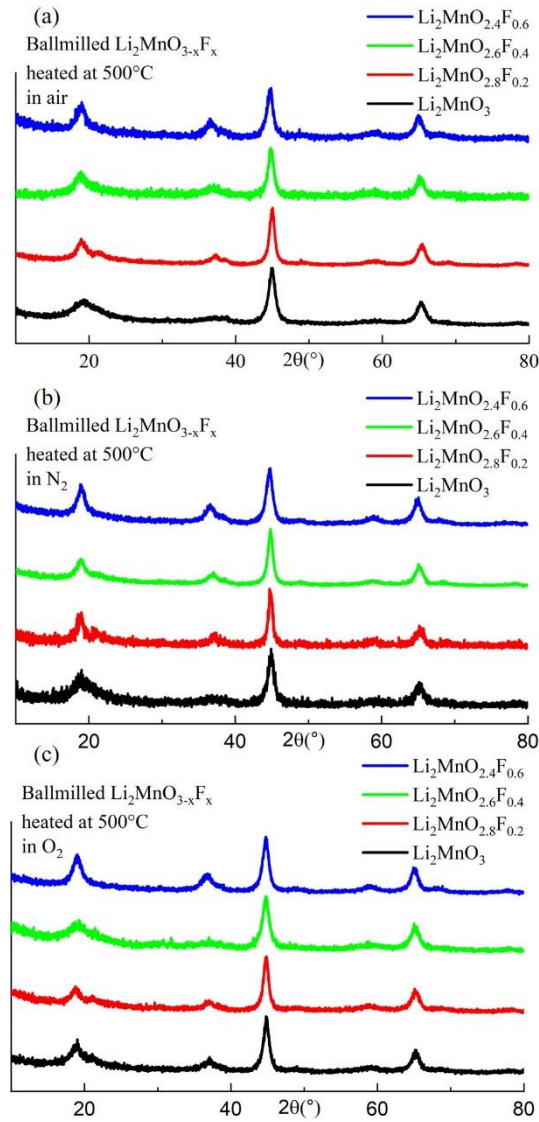 (a)
Ballmilled Li₂MnO₃₋ₓFₓ
heated at 500°C
in air
Li₂MnO₂.₄F₀.₆
Li₂MnO₂.₆F₀.₄
Li₂MnO₂.₈F₀.₂
Li₂MnO₃
20 40 2θ(°) 60 80
(b)
Ballmilled Li₂MnO₃₋ₓFₓ
heated at 500°C
in N₂
Li₂MnO₂.₄F₀.₆
Li₂MnO₂.₆F₀.₄
Li₂MnO₂.₈F₀.₂
Li₂MnO₃
20 40 2θ(°) 60 80
(c)
Ballmilled Li₂MnO₃₋ₓFₓ
heated at 500°C
in O₂
Li₂MnO₂.₄F₀.₆
Li₂MnO₂.₆F₀.₄
Li₂MnO₂.₈F₀.₂
Li₂MnO₃
20 40 2θ(°) 60 80